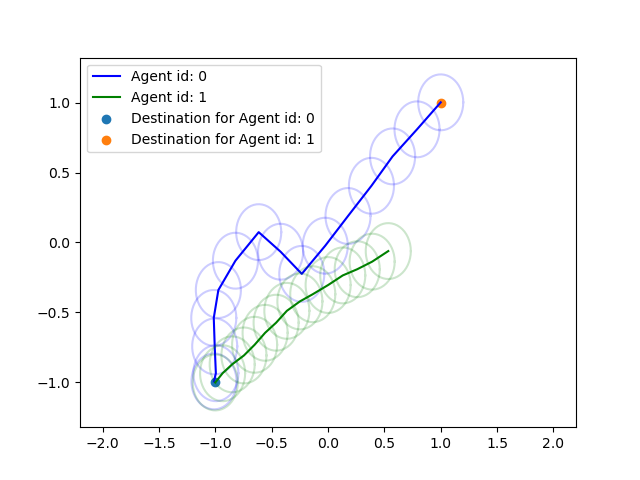 Agent id: 0
Agent id: 1
Destination for Agent id: 0
Destination for Agent id: 1
1.0
0.5
0.0
−0.5
−1.0
−2.0 −1.5 −1.0 −0.5 0.0 0.5 1.0 1.5 2.0